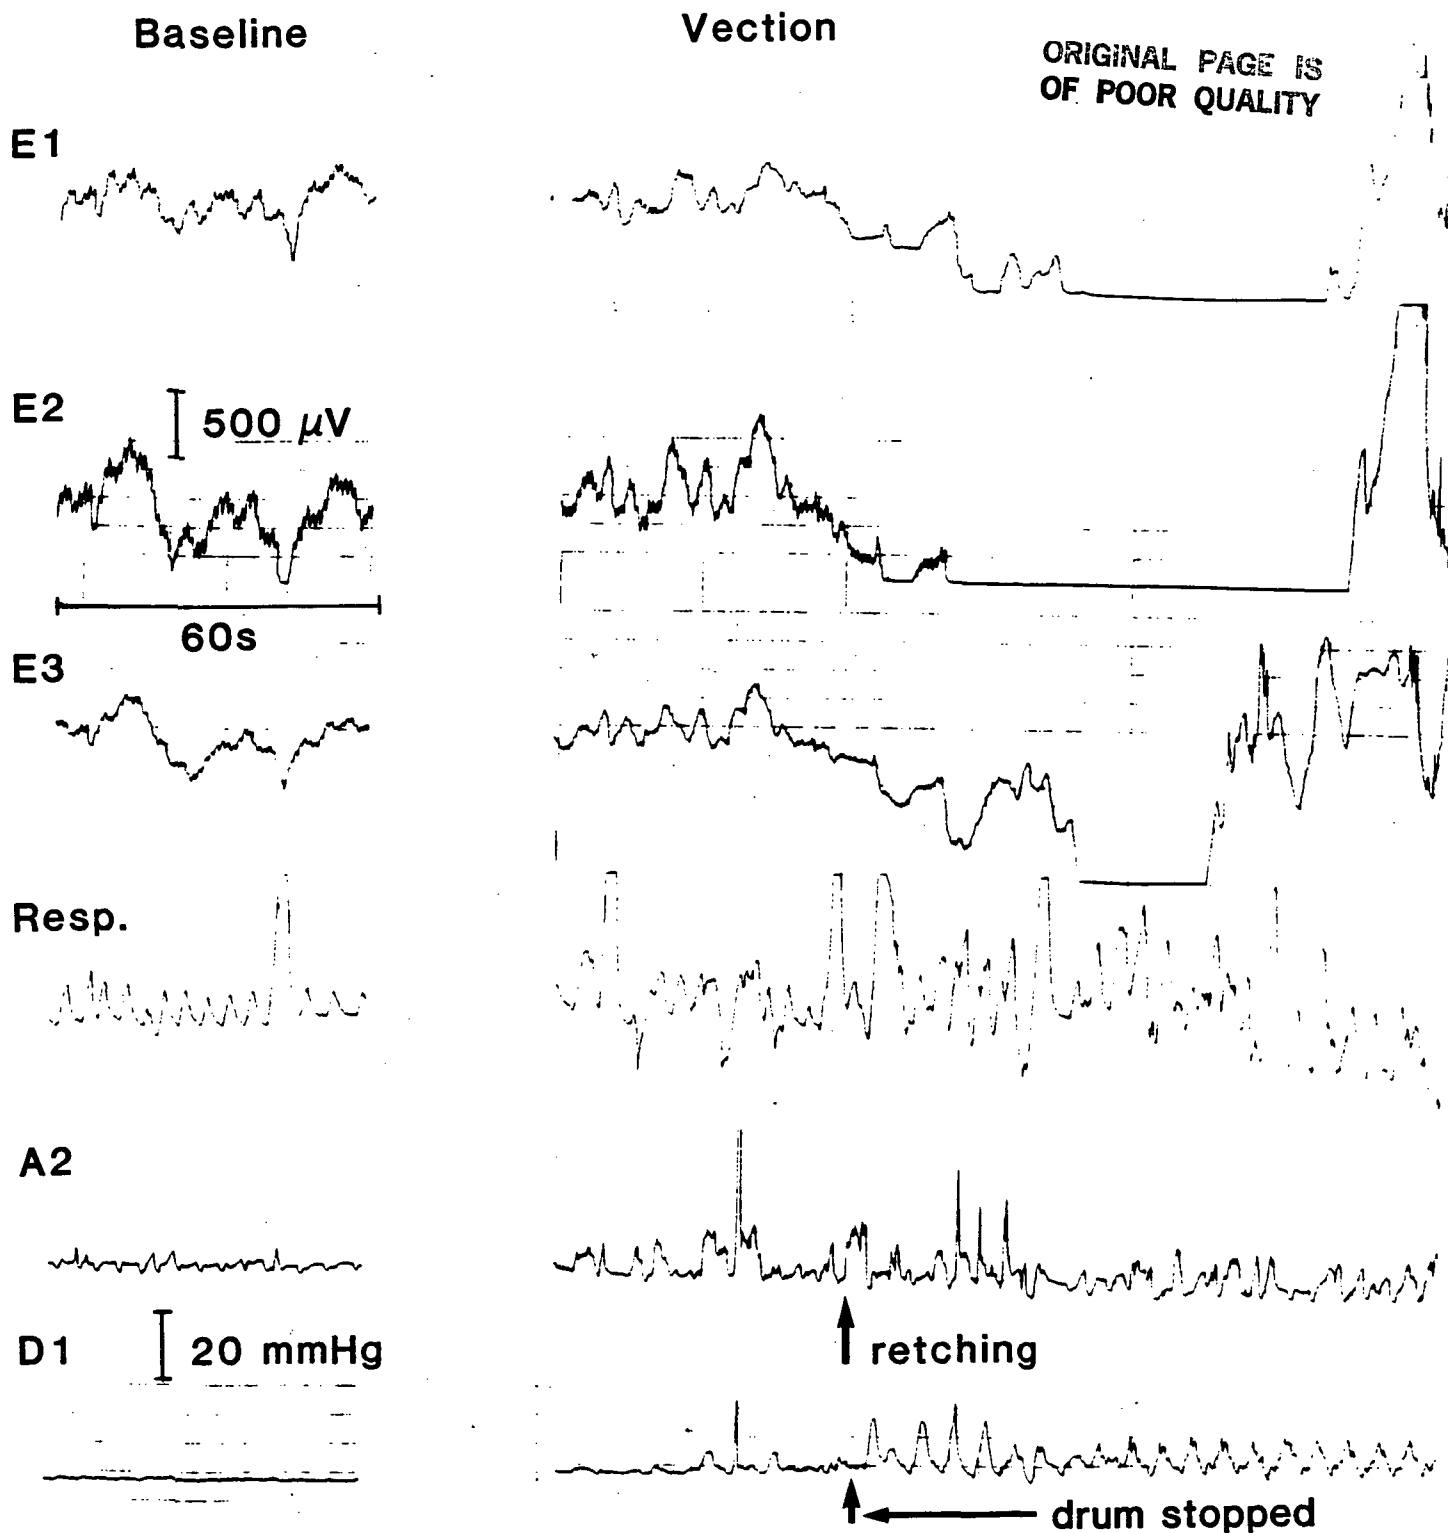 Baseline
Vection
ORIGINAL PAGE IS
OF POOR QUALITY
E1
E2
500 μV
60s
E3
Resp.
A2
retching
D1
20 mmHg
drum stopped